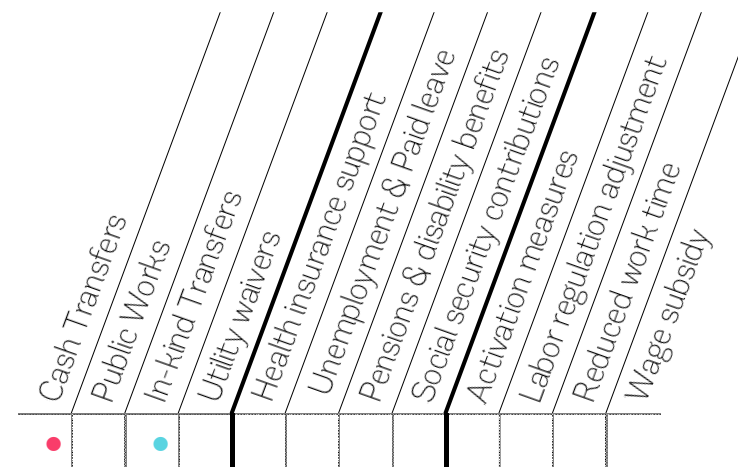 Cash Transfers
Public Works
In-kind Transfers
Utility waivers
Health insurance support
Unemployment & Paid leave
Pensions & disability benefits
Social security contributions
Activation measures
Labor regulation adjustment
Reduced work time
Wage subsidy